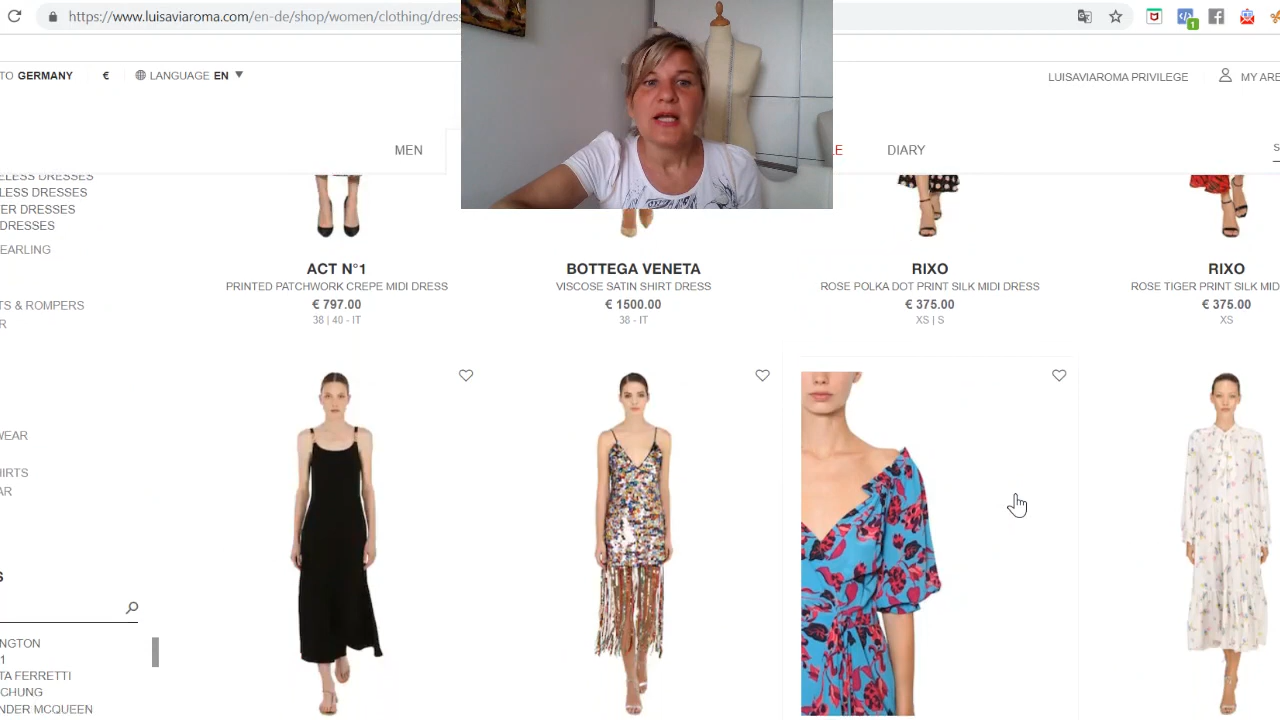 https://www.luisaviaroma.com/en-de/shop/women/clothing/dress
1
TO GERMANY € LANGUAGE EN
LUISAVIAROMA PRIVILEGE
MY ARE
MEN
LE
DIARY
S
ELESS DRESSES
LESS DRESSES
ER DRESSES
DRESSES
EARLING
TS & ROMPERS
R
WEAR
HIRTS
AR
S
NGTON
1
TA FERRETTI
CHUNG
NDER MCQUEEN
ACT N°1
PRINTED PATCHWORK CREPE MIDI DRESS
€ 797.00
38 | 40 - IT
BOTTEGA VENETA
VISCOSE SATIN SHIRT DRESS
€ 1500.00
38 - IT
RIXO
ROSE POLKA DOT PRINT SILK MIDI DRESS
€ 375.00
XS | S
RIXO
ROSE TIGER PRINT SILK MID
€ 375.00
XS